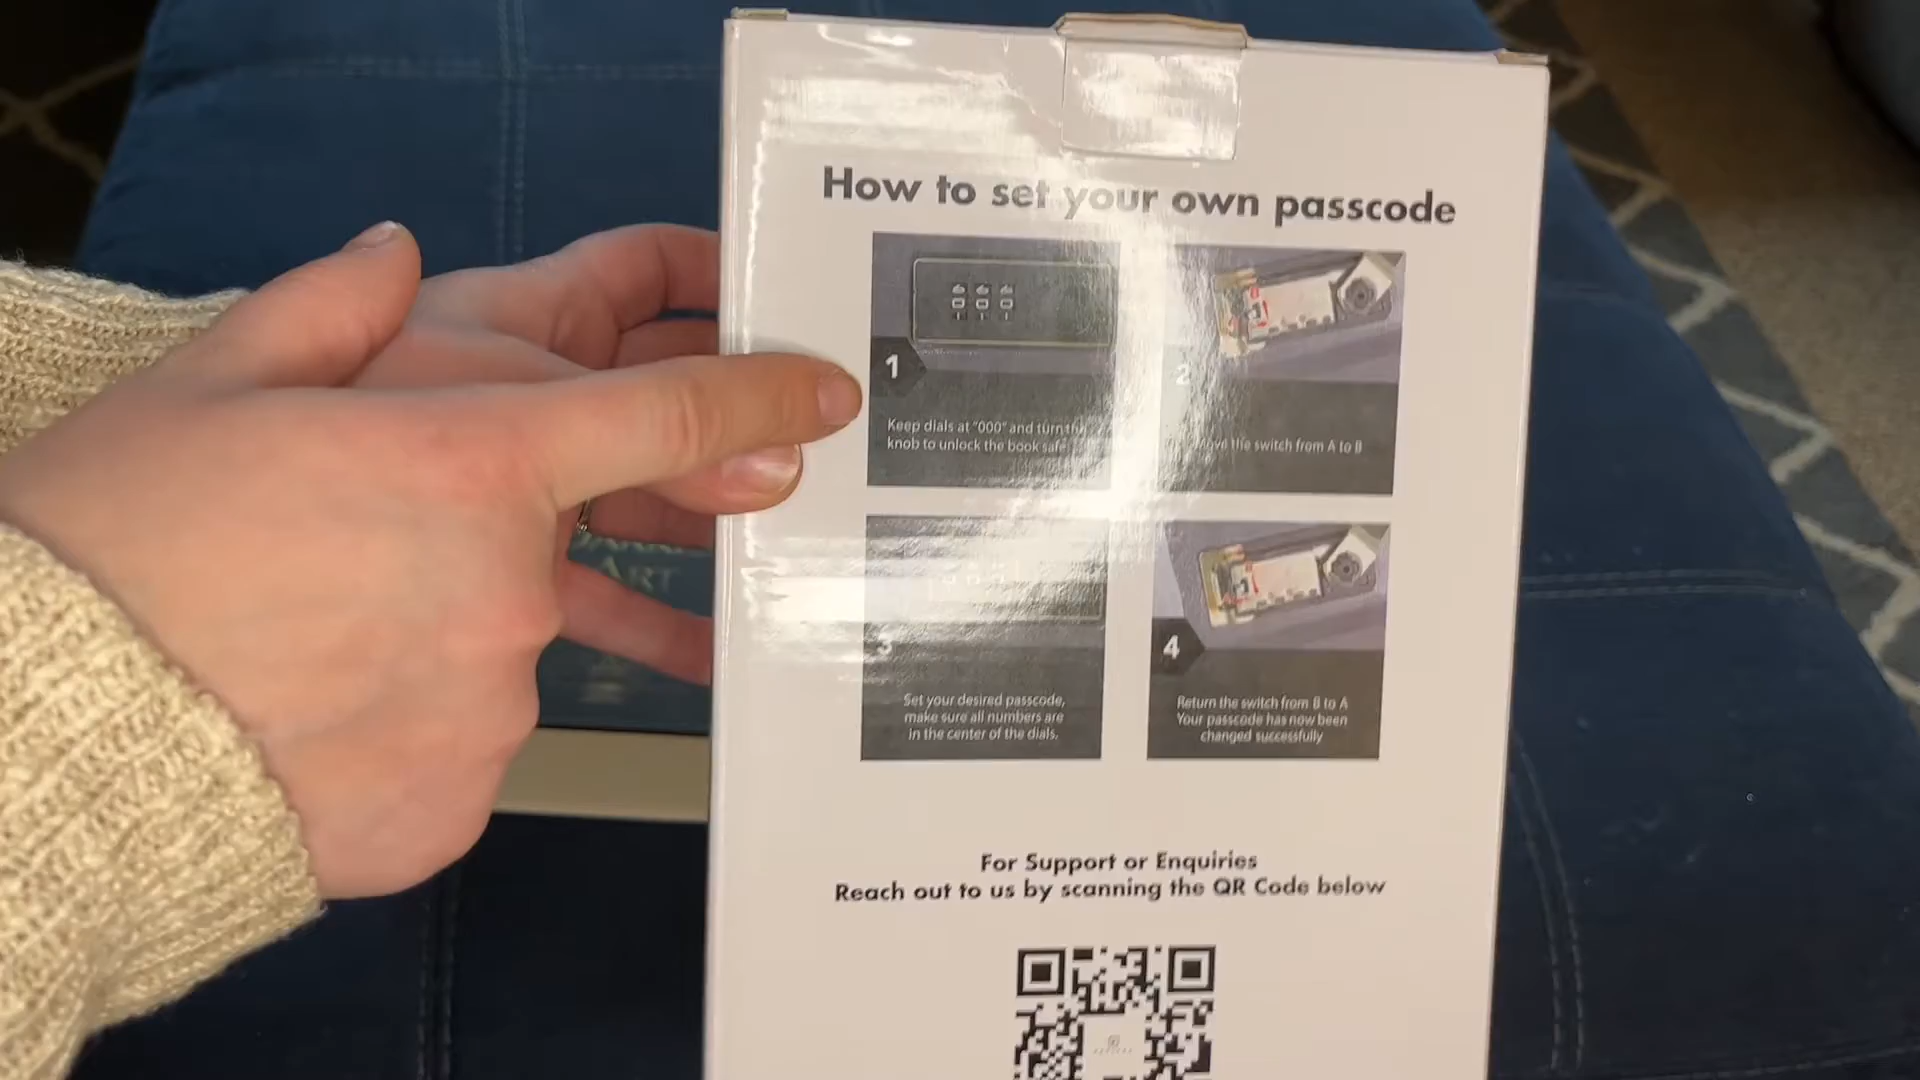 How to set your own passcode
1
Keep dials at "000" and turn the
knob to unlock the book safe
2
Move the switch from A to B
3
Set your desired passcode,
make sure all numbers are
in the center of the dials.
4
Return the switch from B to A
Your passcode has now been
changed successfully
ART
For Support or Enquiries
Reach out to us by scanning the QR Code below